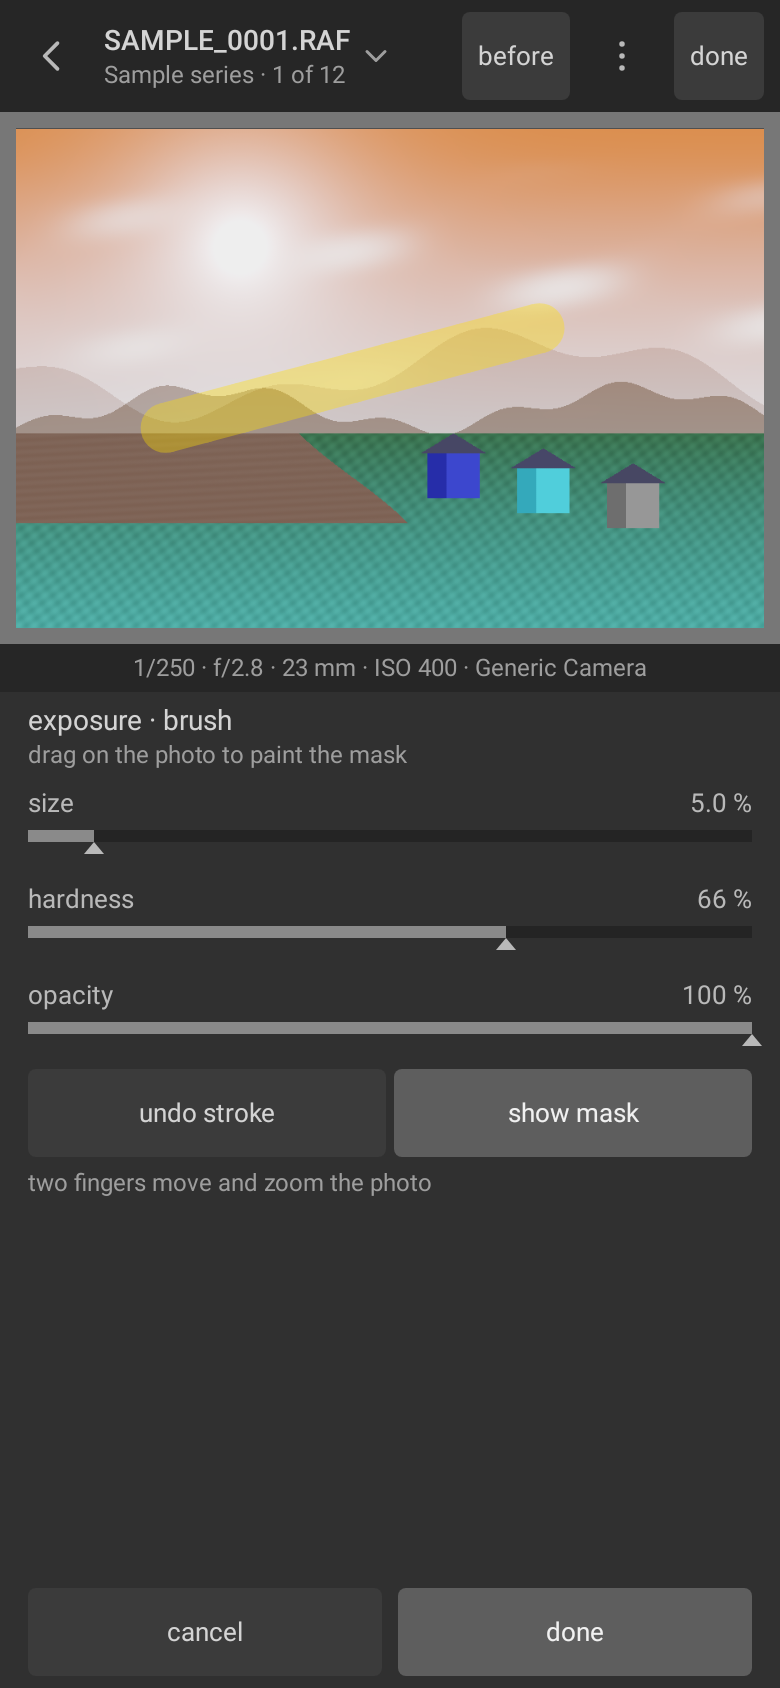 SAMPLE_0001.RAF
Sample series · 1 of 12
before
done
1/250 · f/2.8 · 23 mm · ISO 400 · Generic Camera
exposure · brush
drag on the photo to paint the mask
size 5.0 %
hardness 66 %
opacity 100 %
undo stroke show mask
two fingers move and zoom the photo
cancel done